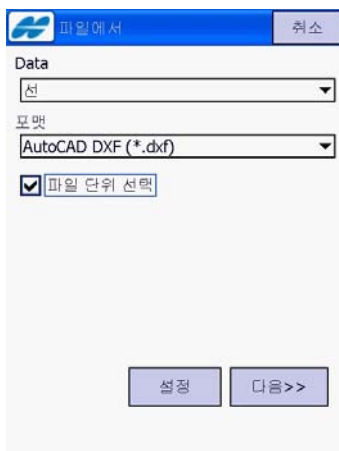 파일에서 취소
Data
선
포맷
AutoCAD DXF (*.dxf)
파일 단위 선택
설정 다음>>